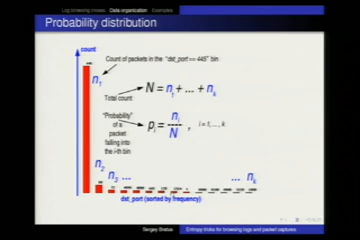 Log browsing moves Data organization Examples
Probability distribution
count
Count of packets in the "dst_port == 445" bin
n1
Total count
N = n1 + ... + nk
"Probability"
of a
packet
falling into
the i-th bin
pi = ni / N , i = 1, ..., k
n2
n3 ...
... nk
dst_port (sorted by frequency)
Sergey Bratus Entropy tricks for browsing logs and packet captures